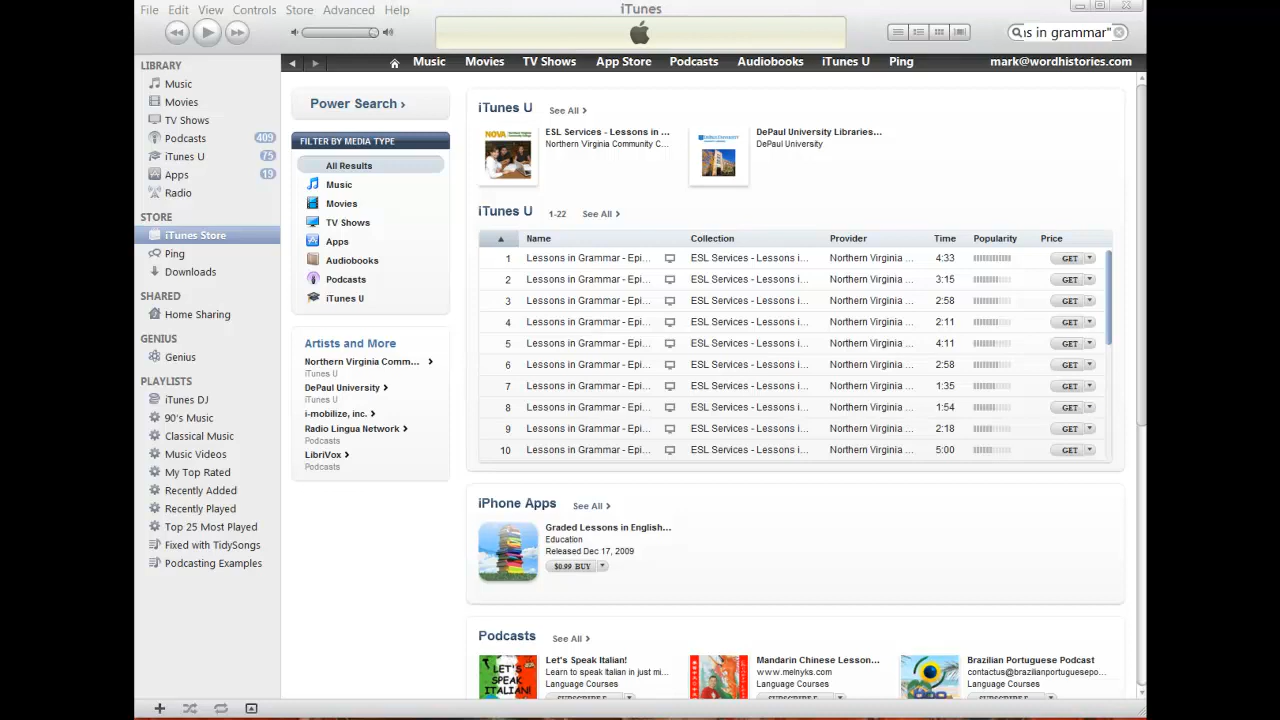 iTunes
File Edit View Controls Store Advanced Help
is in grammar"
Music Movies TV Shows App Store Podcasts Audiobooks iTunes U Ping mark@wordhistories.com
LIBRARY
Music
Movies
TV Shows
Podcasts 409
iTunes U 75
Apps 19
Radio
STORE
iTunes Store
Ping
Downloads
SHARED
Home Sharing
GENIUS
Genius
PLAYLISTS
iTunes DJ
90's Music
Classical Music
Music Videos
My Top Rated
Recently Added
Recently Played
Top 25 Most Played
Fixed with TidySongs
Podcasting Examples
Power Search ›
FILTER BY MEDIA TYPE
All Results
Music
Movies
TV Shows
Apps
Audiobooks
Podcasts
iTunes U
Artists and More
Northern Virginia Comm... ›
iTunes U
DePaul University ›
iTunes U
i-mobilize, inc. ›
Radio Lingua Network ›
Podcasts
LibriVox ›
Podcasts
iTunes U See All ›
NOVA
ESL Services - Lessons in ...
Northern Virginia Community C...
DePaul University Libraries...
DePaul University
iTunes U 1-22 See All ›
Name Collection Provider Time Popularity Price
1 Lessons in Grammar - Epi... ESL Services - Lessons i... Northern Virginia ... 4:33 GET
2 Lessons in Grammar - Epi... ESL Services - Lessons i... Northern Virginia ... 3:15 GET
3 Lessons in Grammar - Epi... ESL Services - Lessons i... Northern Virginia ... 2:58 GET
4 Lessons in Grammar - Epi... ESL Services - Lessons i... Northern Virginia ... 2:11 GET
5 Lessons in Grammar - Epi... ESL Services - Lessons i... Northern Virginia ... 4:11 GET
6 Lessons in Grammar - Epi... ESL Services - Lessons i... Northern Virginia ... 2:58 GET
7 Lessons in Grammar - Epi... ESL Services - Lessons i... Northern Virginia ... 1:35 GET
8 Lessons in Grammar - Epi... ESL Services - Lessons i... Northern Virginia ... 1:54 GET
9 Lessons in Grammar - Epi... ESL Services - Lessons i... Northern Virginia ... 2:18 GET
10 Lessons in Grammar - Epi... ESL Services - Lessons i... Northern Virginia ... 5:00 GET
iPhone Apps See All ›
Graded Lessons in English...
Education
Released Dec 17, 2009
$0.99 BUY
Podcasts See All ›
LET'S
SPEAK
ITALIAN!
Let's Speak Italian!
Learn to speak italian in just mi...
Language Courses
SUBSCRIBE
Mandarin Chinese Lesson...
www.melnyks.com
Language Courses
SUBSCRIBE
Brazilian Portuguese Podcast
contactus@brazilianportuguesepo...
Language Courses
SUBSCRIBE